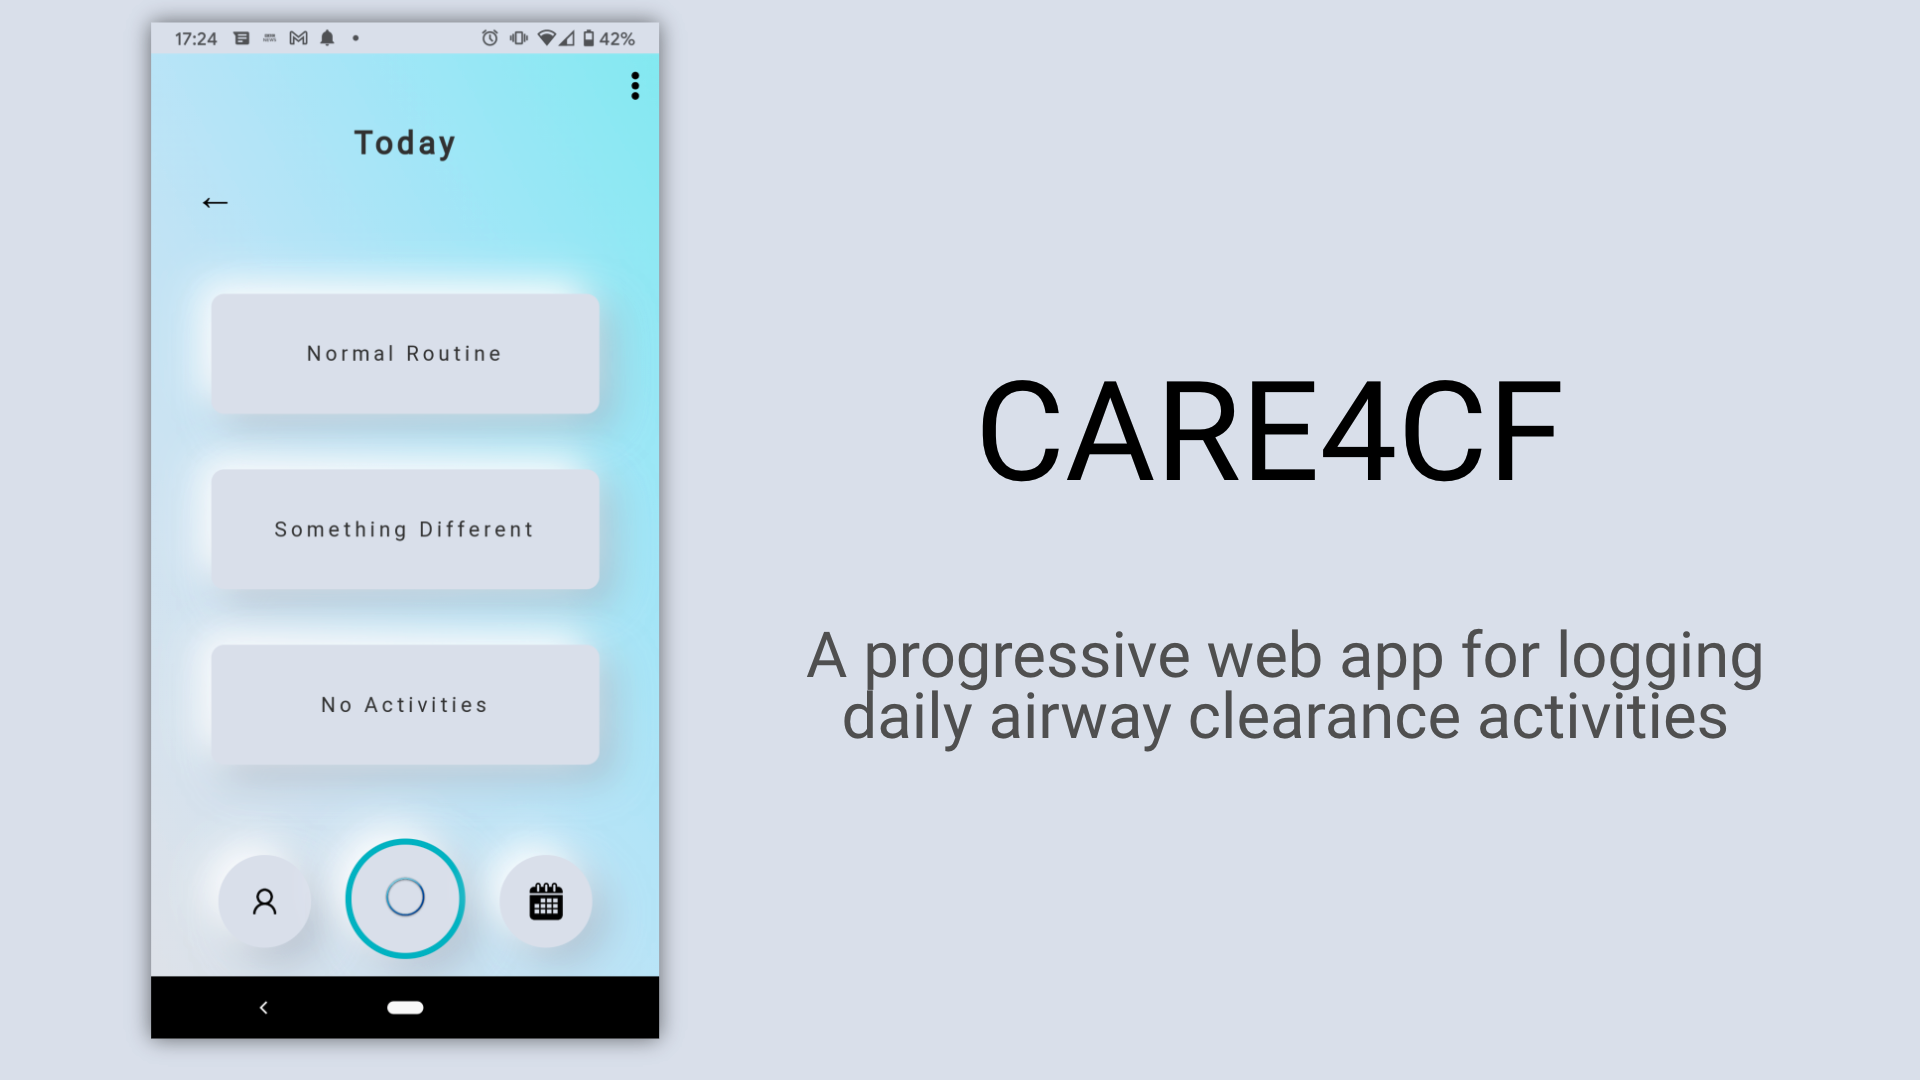 17:24
42%
Today
←
Normal Routine
Something Different
No Activities
CARE4CF
A progressive web app for logging
daily airway clearance activities